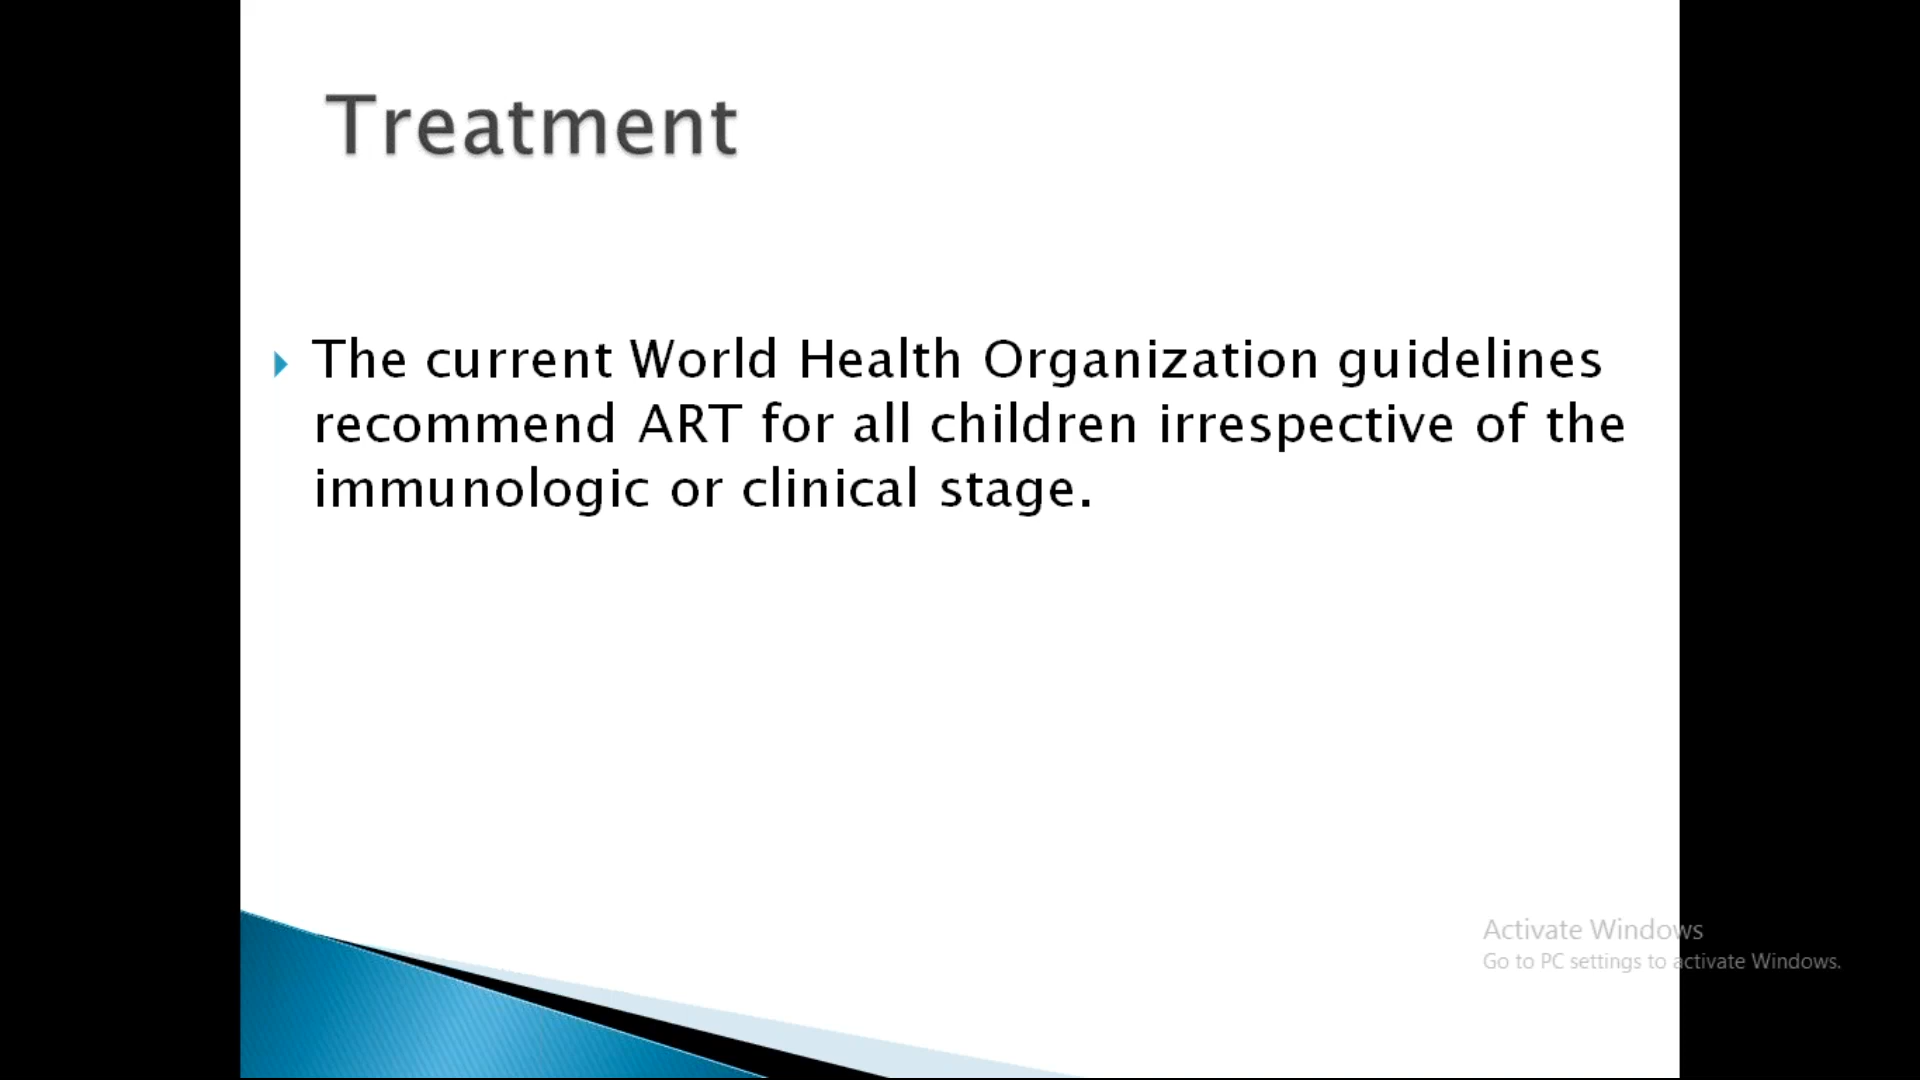 Treatment
The current World Health Organization guidelines
recommend ART for all children irrespective of the
immunologic or clinical stage.
Activate Windows
Go to PC settings to activate Windows.